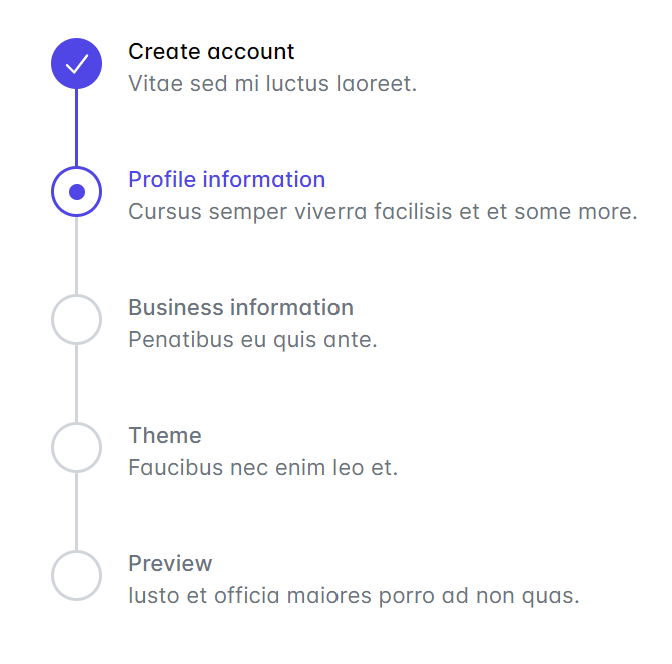 Create account
Vitae sed mi luctus laoreet.
Profile information
Cursus semper viverra facilisis et et some more.
Business information
Penatibus eu quis ante.
Theme
Faucibus nec enim leo et.
Preview
Iusto et officia maiores porro ad non quas.